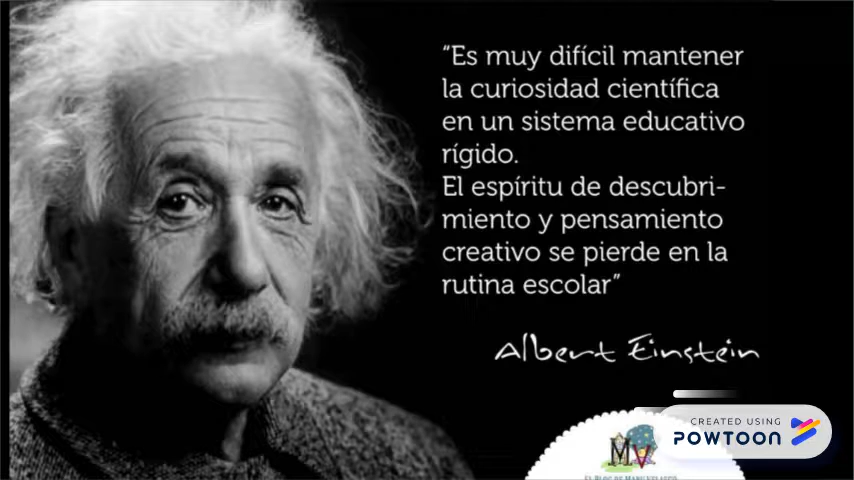 “Es muy difícil mantener
la curiosidad científica
en un sistema educativo
rígido.
El espíritu de descubri-
miento y pensamiento
creativo se pierde en la
rutina escolar”
Albert Einstein
CREATED USING
POWTOON
MV